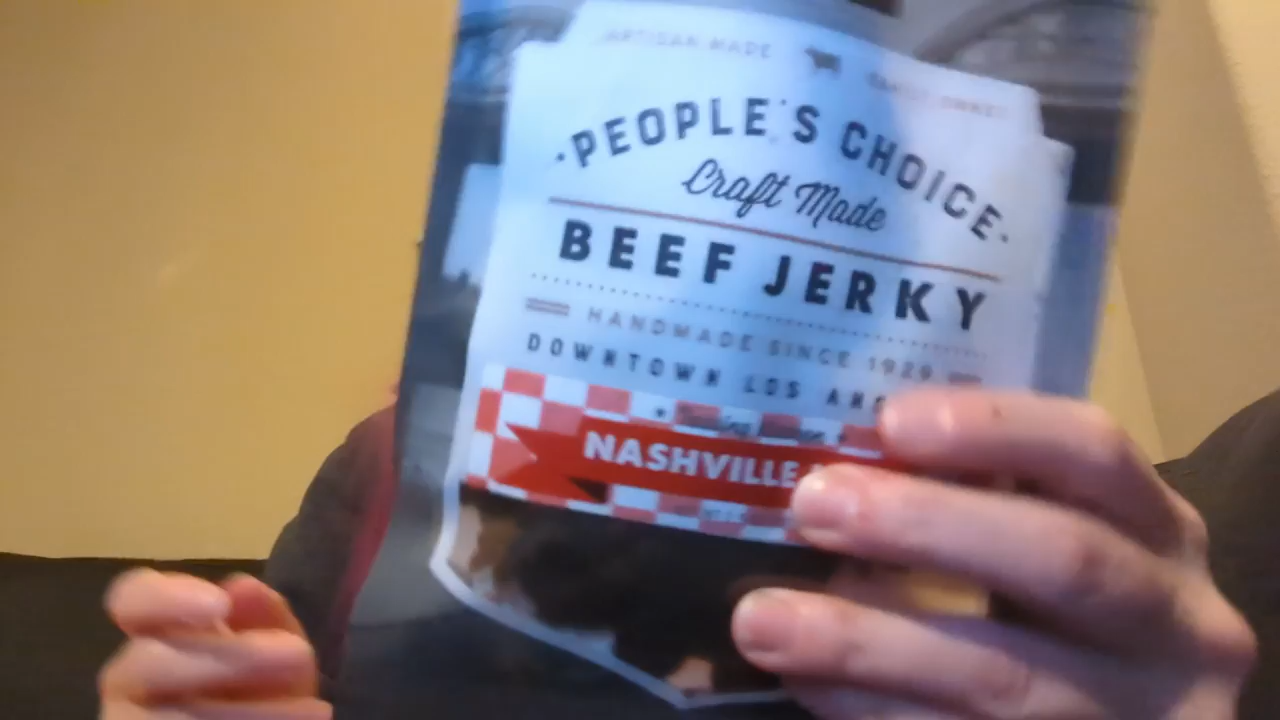 ARTISAN MADE
PEOPLE'S CHOICE
Craft Made
BEEF JERKY
HANDMADE SINCE 1929
DOWNTOWN LOS
NASHVILLE